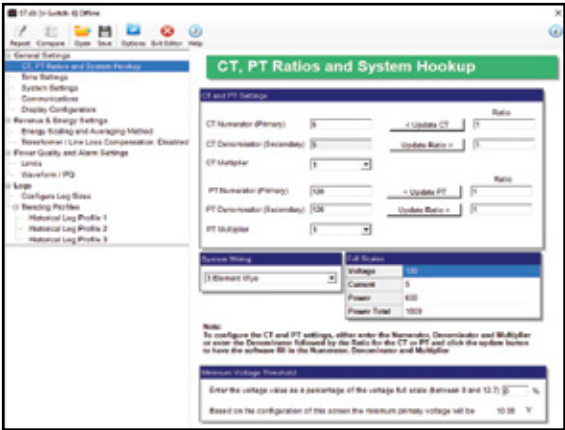 Report Compare Open Save Options Exit Editor Help
General Settings
CT, PT Ratios and System Hookup
Time Settings
System Settings
Communications
Display Configuration
Revenue & Energy Settings
Energy Scaling and Averaging Method
Transformer / Line Loss Compensation: Disabled
Power Quality and Alarm Settings
Limits
Waveform / PQ
Logs
Configure Log Sizes
Trending Profiles
Historical Log Profile 1
Historical Log Profile 2
Historical Log Profile 3
CT, PT Ratios and System Hookup
CT and PT Settings
Ratio
CT Numerator (Primary) 5 < Update CT 1
CT Denominator (Secondary) 5 Update Ratio > 1
CT Multiplier 1
Ratio
PT Numerator (Primary) 120 < Update PT 1
PT Denominator (Secondary) 120 Update Ratio > 1
PT Multiplier
System Wiring
3 Element Wye
Full Scales
Voltage 120
Current 5
Power 600
Power Total 1800
Note:
To configure the CT and PT settings, either enter the Numerator, Denominator and Multiplier
or enter the Denominator followed by the Ratio for the CT or PT and click the update button
to have the software fill in the Numerator, Denominator and Multiplier
Minimum Voltage Threshold
Enter the voltage value as a percentage of the voltage full scale (between 0 and 12.7) %
Based on the configuration of this screen the minimum primary voltage will be V